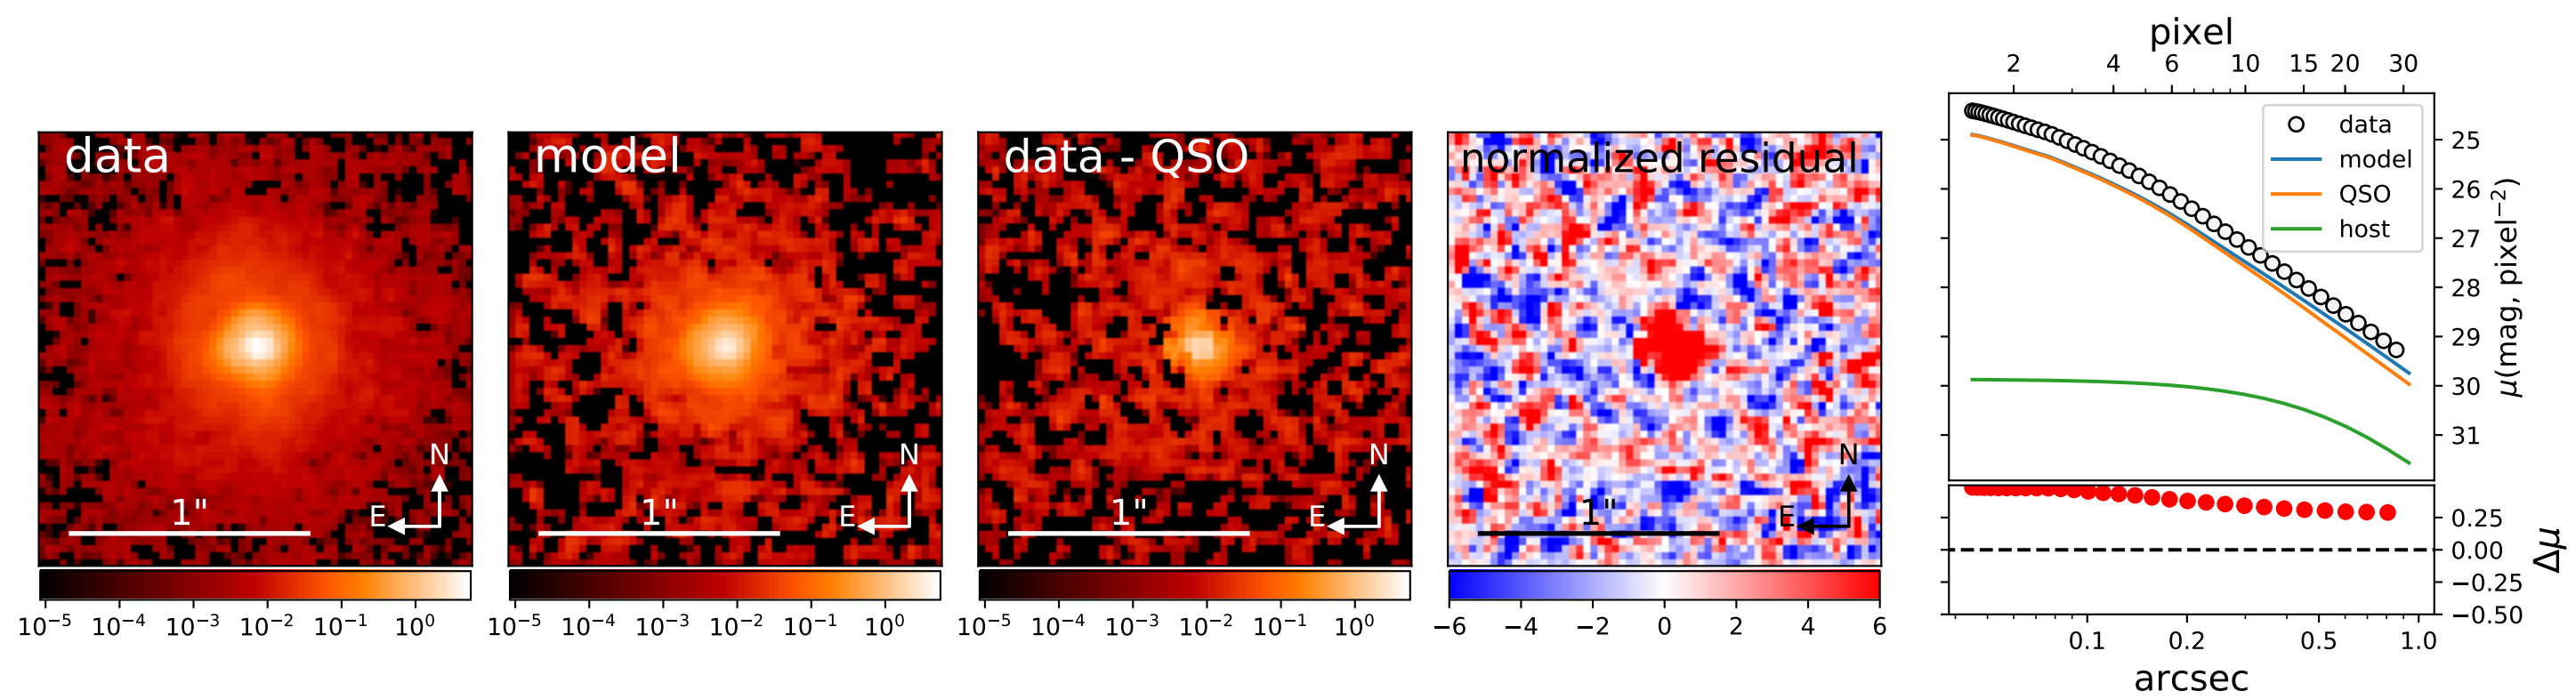 data
N
E
1"
10⁻⁵ 10⁻⁴ 10⁻³ 10⁻² 10⁻¹ 10⁰
model
N
E
1"
10⁻⁵ 10⁻⁴ 10⁻³ 10⁻² 10⁻¹ 10⁰
data - QSO
N
E
1"
10⁻⁵ 10⁻⁴ 10⁻³ 10⁻² 10⁻¹ 10⁰
normalized residual
N
E
1"
−6 −4 −2 0 2 4 6
pixel
2 4 6 10 15 20 30
data
model
QSO
host
25
26
27
28
29
30
31
μ(mag, pixel⁻²)
0.25
0.00
−0.25
−0.50
Δμ
0.1 0.2 0.5 1.0
arcsec